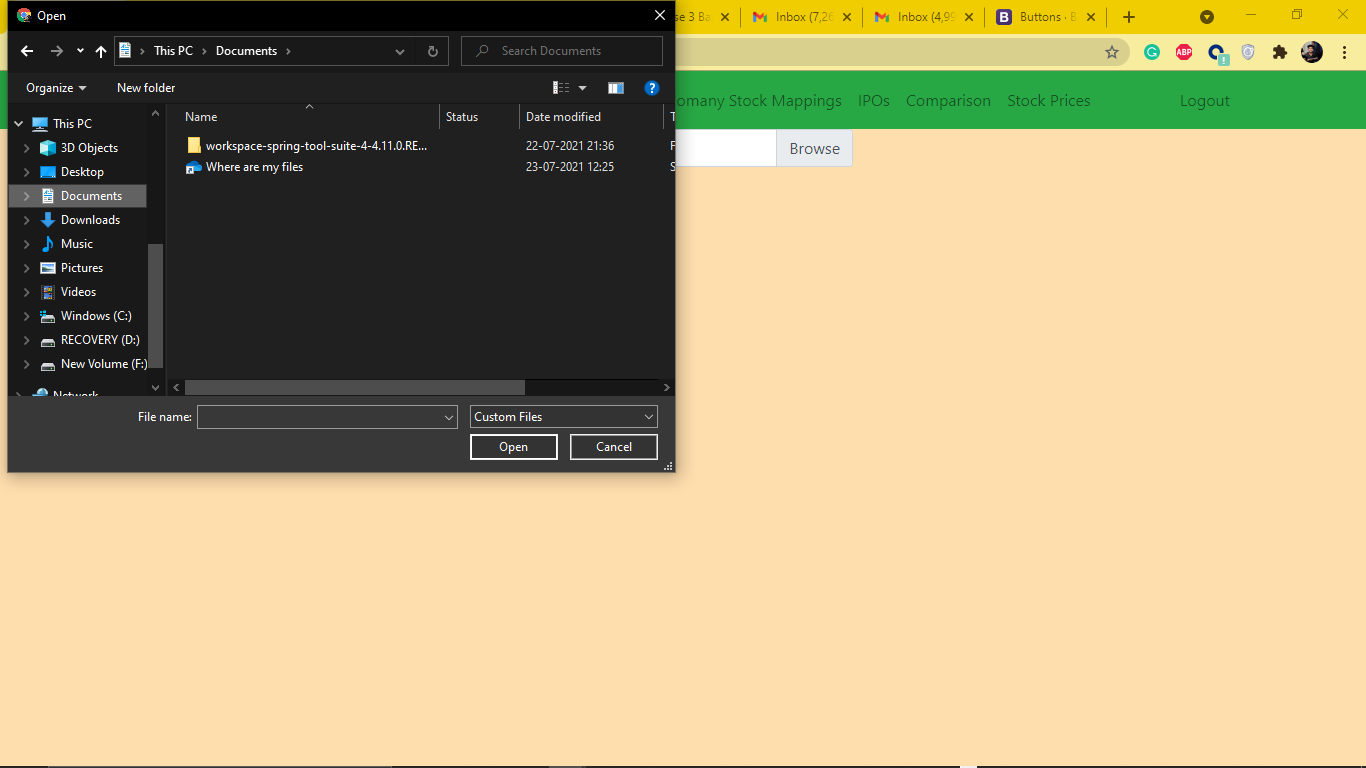 Open
se 3 Ba
Inbox (7,26
Inbox (4,99
Buttons · B
This PC > Documents >
Search Documents
ABP
Organize
New folder
omany Stock Mappings IPOs Comparison Stock Prices Logout
Name Status Date modified
workspace-spring-tool-suite-4-4.11.0.RE... 22-07-2021 21:36
Where are my files 23-07-2021 12:25
Browse
This PC
3D Objects
Desktop
Documents
Downloads
Music
Pictures
Videos
Windows (C:)
RECOVERY (D:)
New Volume (F:)
Network
File name:
Custom Files
Open
Cancel